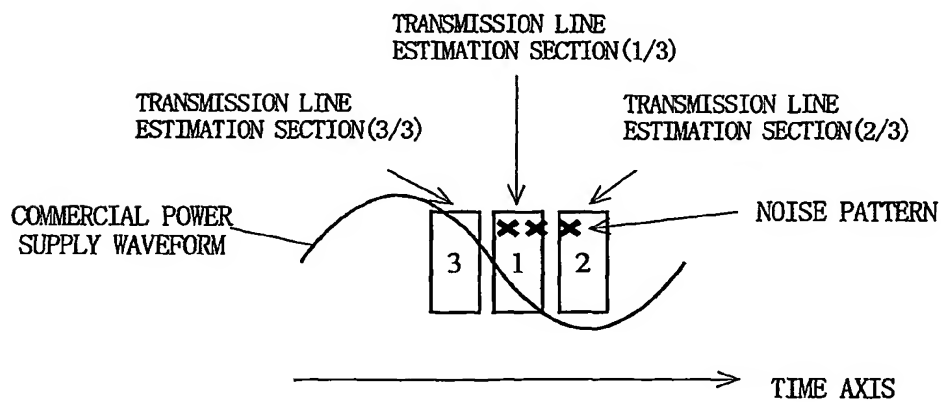 TRANSMISSION LINE
ESTIMATION SECTION(1/3)
TRANSMISSION LINE
ESTIMATION SECTION(3/3)
TRANSMISSION LINE
ESTIMATION SECTION(2/3)
COMMERCIAL POWER
SUPPLY WAVEFORM
NOISE PATTERN
3 1 2
TIME AXIS